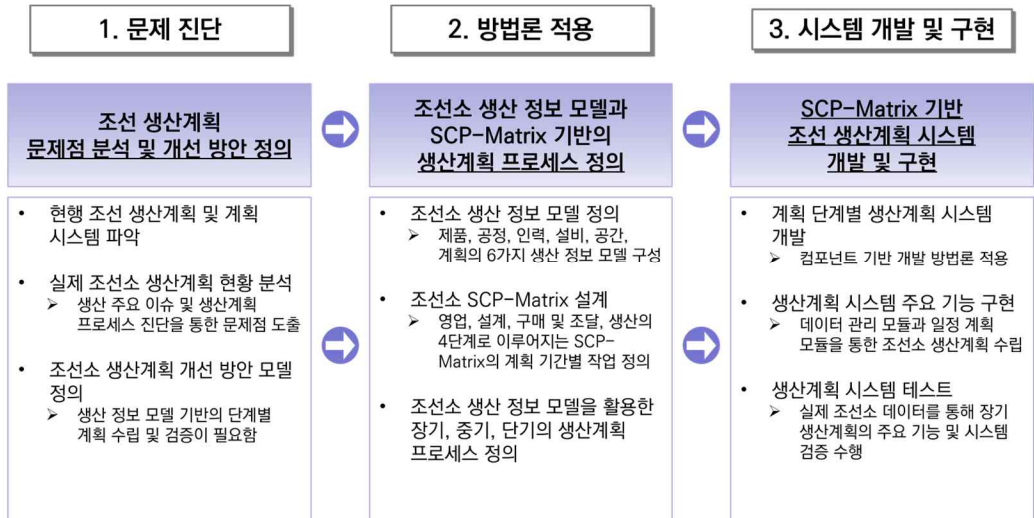 1. 문제 진단
조선 생산계획
문제점 분석 및 개선 방안 정의
• 현행 조선 생산계획 및 계획
시스템 파악
• 실제 조선소 생산계획 현황 분석
➢ 생산 주요 이슈 및 생산계획
프로세스 진단을 통한 문제점 도출
• 조선소 생산계획 개선 방안 모델
정의
➢ 생산 정보 모델 기반의 단계별
계획 수립 및 검증이 필요함
2. 방법론 적용
조선소 생산 정보 모델과
SCP-Matrix 기반의
생산계획 프로세스 정의
• 조선소 생산 정보 모델 정의
➢ 제품, 공정, 인력, 설비, 공간,
계획의 6가지 생산 정보 모델 구성
• 조선소 SCP-Matrix 설계
➢ 영업, 설계, 구매 및 조달, 생산의
4단계로 이루어지는 SCP-
Matrix의 계획 기간별 작업 정의
• 조선소 생산 정보 모델을 활용한
장기, 중기, 단기의 생산계획
프로세스 정의
3. 시스템 개발 및 구현
SCP-Matrix 기반
조선 생산계획 시스템
개발 및 구현
• 계획 단계별 생산계획 시스템
개발
➢ 컴포넌트 기반 개발 방법론 적용
• 생산계획 시스템 주요 기능 구현
➢ 데이터 관리 모듈과 일정 계획
모듈을 통한 조선소 생산계획 수립
• 생산계획 시스템 테스트
➢ 실제 조선소 데이터를 통해 장기
생산계획의 주요 기능 및 시스템
검증 수행